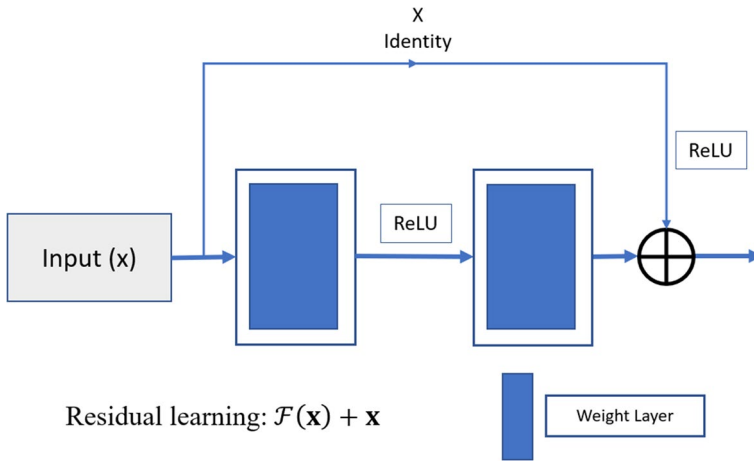 X
Identity
ReLU
ReLU
Input (x)
Residual learning: ℱ(𝐱) + 𝐱
Weight Layer